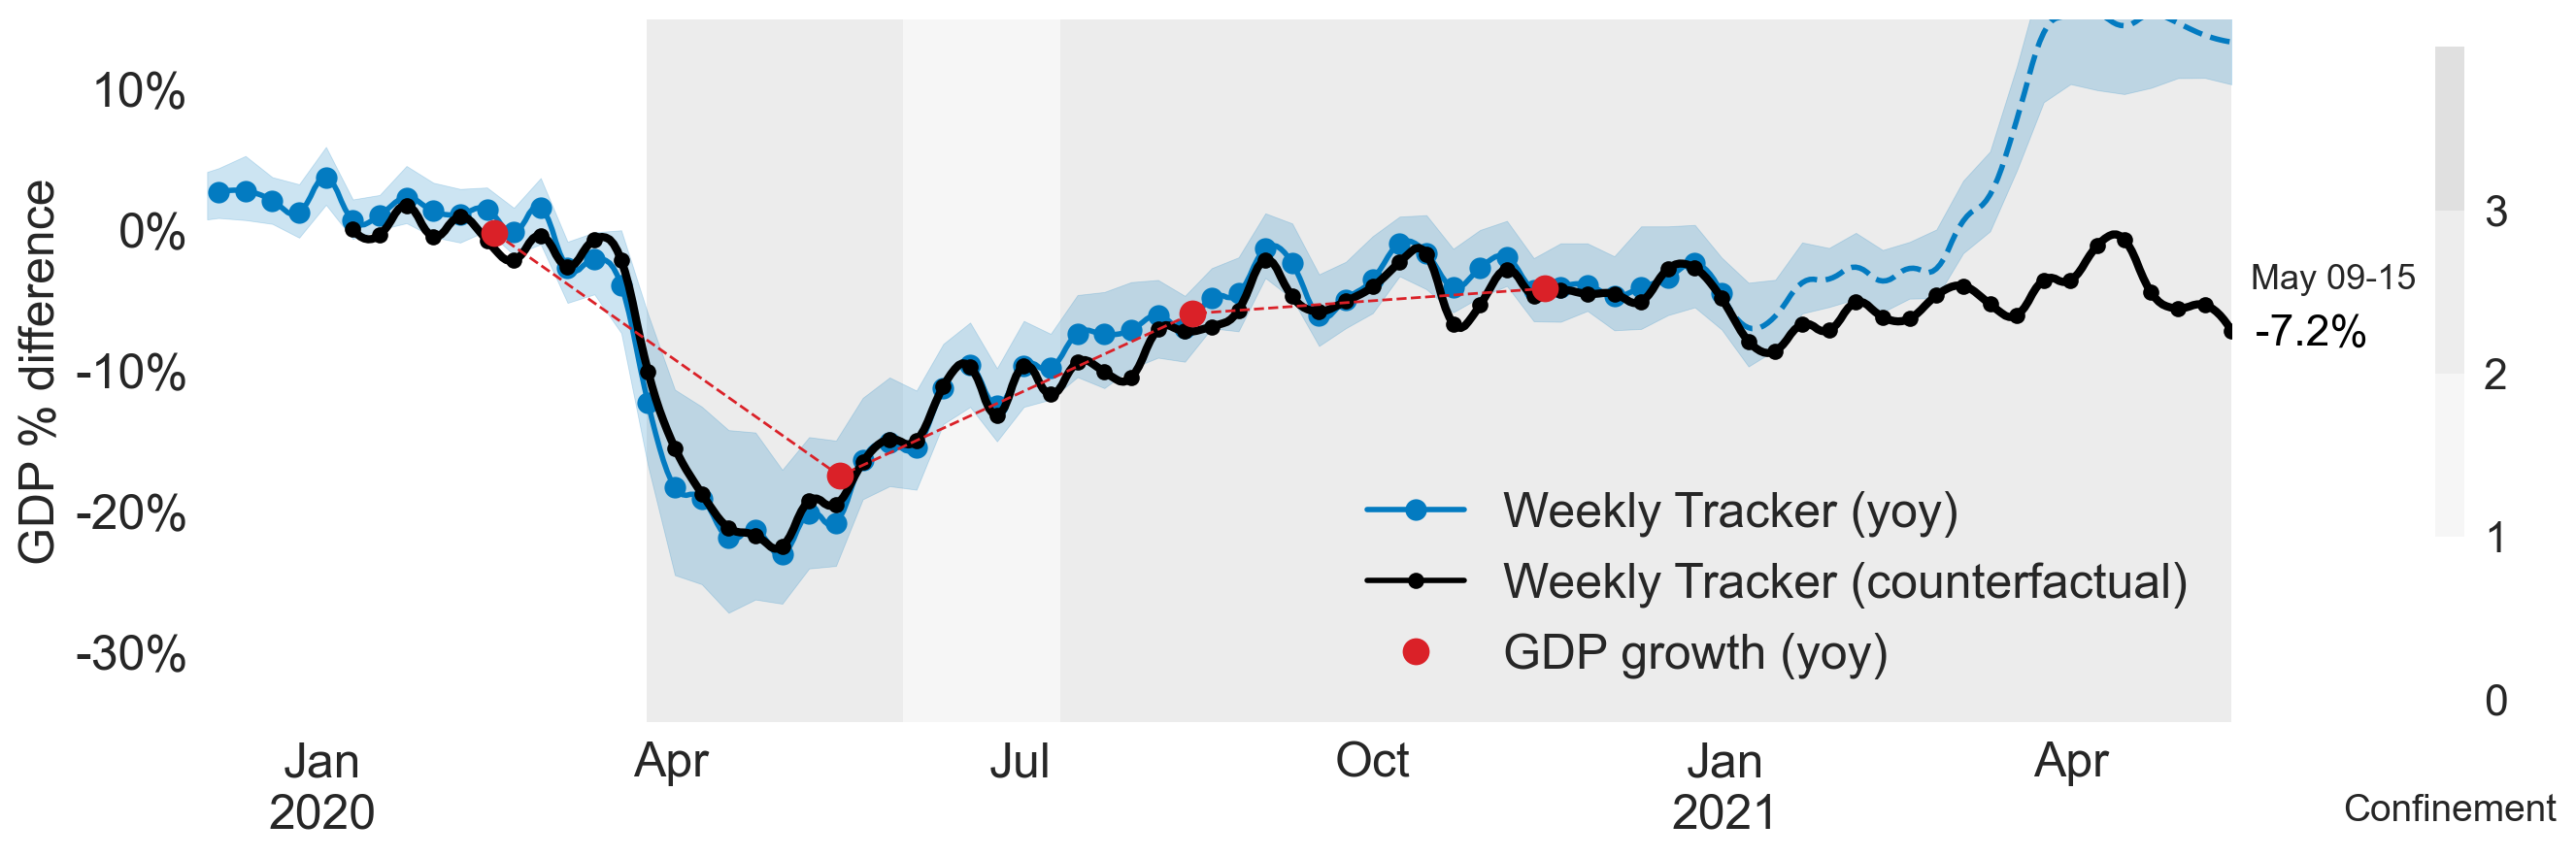 GDP % difference
10%
0%
-10%
-20%
-30%
Weekly Tracker (yoy)
Weekly Tracker (counterfactual)
GDP growth (yoy)
May 09-15
-7.2%
3
2
1
0
Jan
2020
Apr
Jul
Oct
Jan
2021
Apr
Confinement